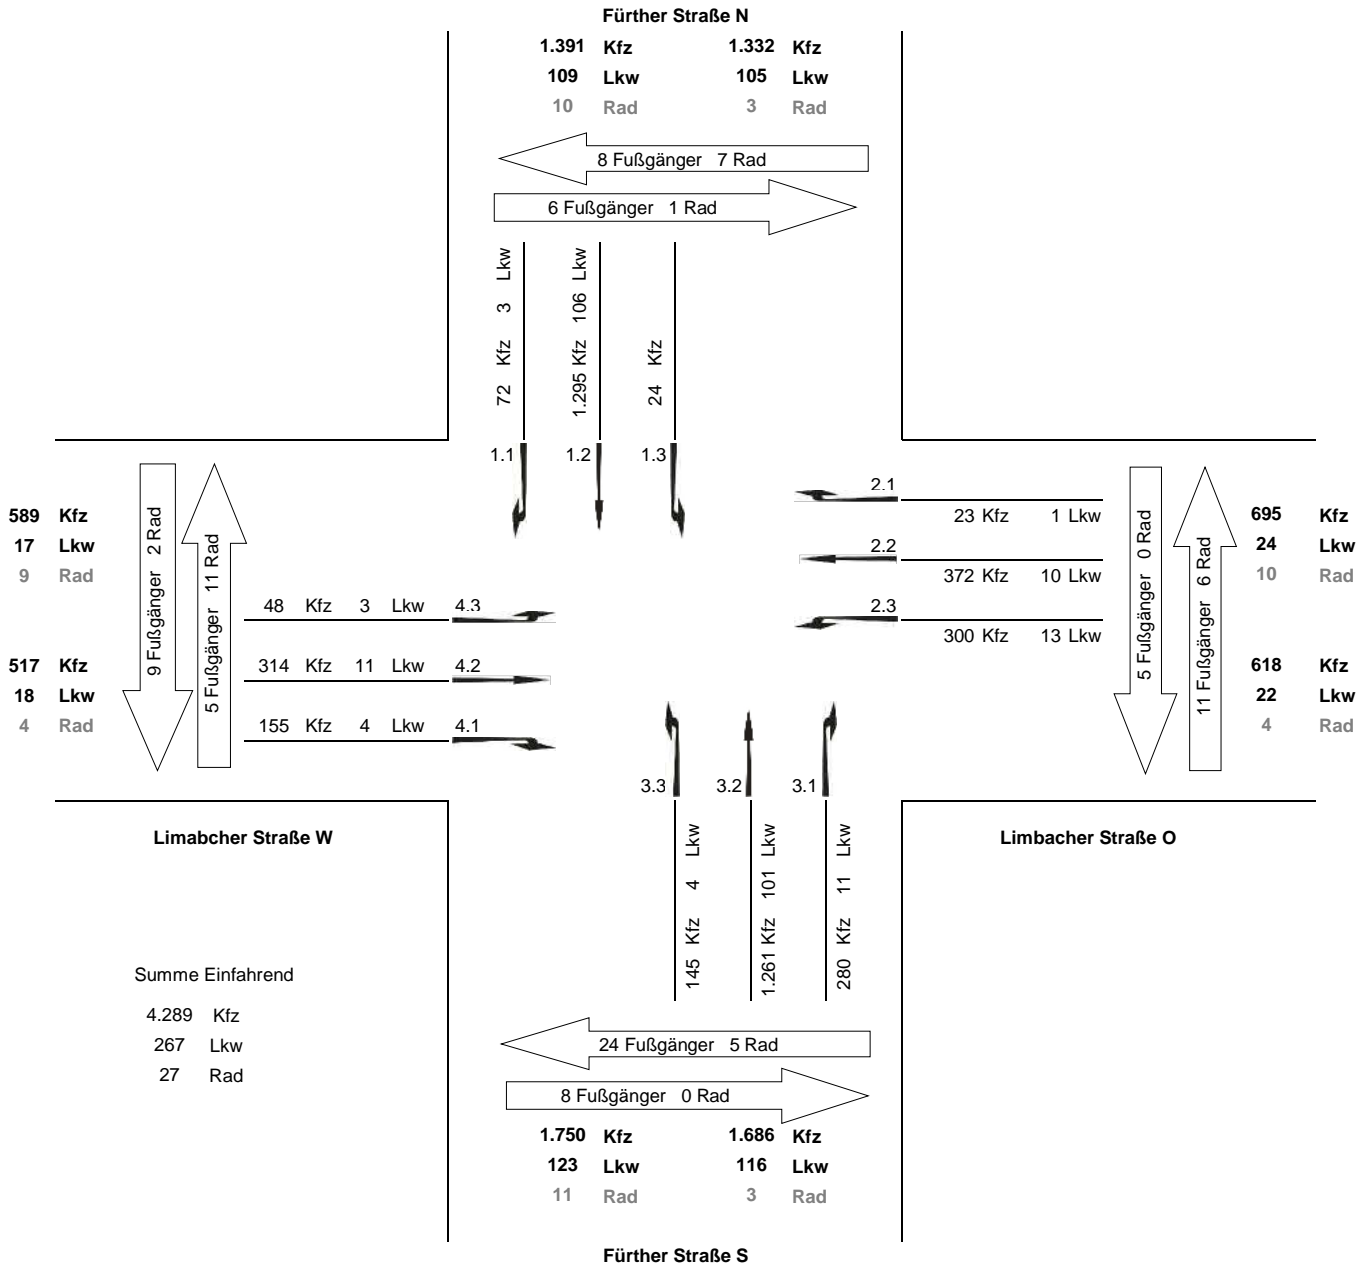 Fürther Straße N
1.391 Kfz 1.332 Kfz
109 Lkw 105 Lkw
10 Rad 3 Rad
8 Fußgänger 7 Rad
6 Fußgänger 1 Rad
72 Kfz 3 Lkw
1.295 Kfz 106 Lkw
24 Kfz
1.1 1.2 1.3
589 Kfz
17 Lkw
9 Rad
517 Kfz
18 Lkw
4 Rad
9 Fußgänger 2 Rad
5 Fußgänger 11 Rad
48 Kfz 3 Lkw 4.3
314 Kfz 11 Lkw 4.2
155 Kfz 4 Lkw 4.1
2.1
23 Kfz 1 Lkw
2.2
372 Kfz 10 Lkw
2.3
300 Kfz 13 Lkw
5 Fußgänger 0 Rad
11 Fußgänger 6 Rad
695 Kfz
24 Lkw
10 Rad
618 Kfz
22 Lkw
4 Rad
3.3 3.2 3.1
145 Kfz 4 Lkw
1.261 Kfz 101 Lkw
280 Kfz 11 Lkw
Limabcher Straße W
Limbacher Straße O
Summe Einfahrend
4.289 Kfz
267 Lkw
27 Rad
24 Fußgänger 5 Rad
8 Fußgänger 0 Rad
1.750 Kfz 1.686 Kfz
123 Lkw 116 Lkw
11 Rad 3 Rad
Fürther Straße S